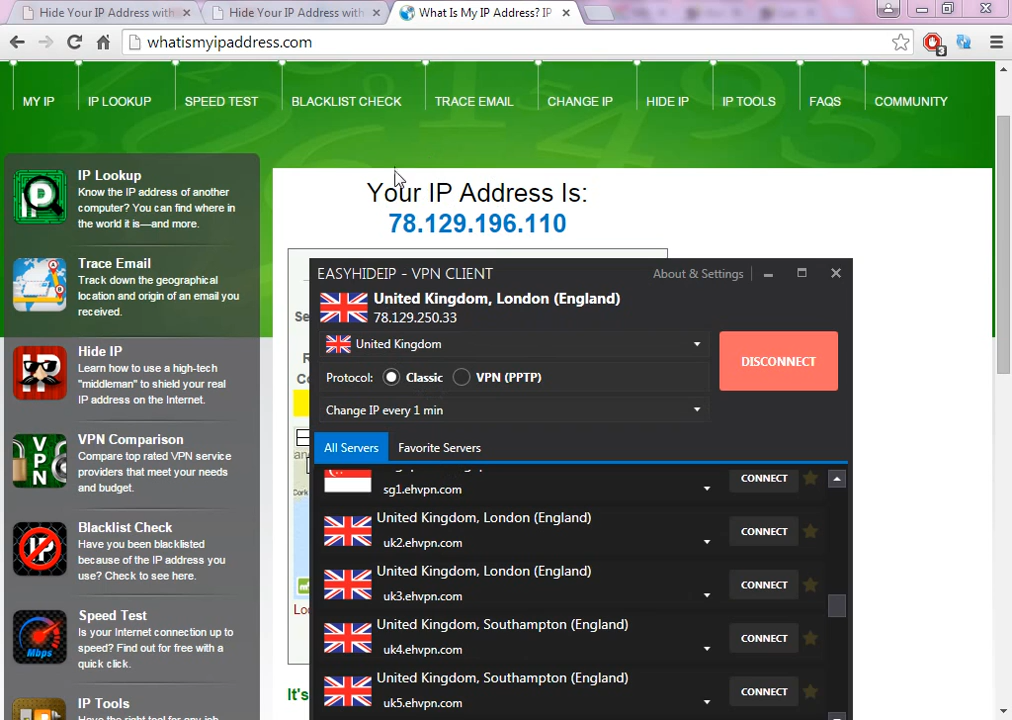 Hide Your IP Address with
Hide Your IP Address with
What Is My IP Address? IP
whatismyipaddress.com
3
MY IP
IP LOOKUP
SPEED TEST
BLACKLIST CHECK
TRACE EMAIL
CHANGE IP
HIDE IP
IP TOOLS
FAQS
COMMUNITY
IP Lookup
Know the IP address of another
computer? You can find where in
the world it is—and more.
Trace Email
Track down the geographical
location and origin of an email you
received.
Hide IP
Learn how to use a high-tech
"middleman" to shield your real
IP address on the Internet.
VPN Comparison
Compare top rated VPN service
providers that meet your needs
and budget.
Blacklist Check
Have you been blacklisted
because of the IP address you
use? Check to see here.
Speed Test
Mbps
Is your Internet connection up to
speed? Find out for free with a
quick click.
IP Tools
Your IP Address Is:
78.129.196.110
It's
EASYHIDEIP - VPN CLIENT
About & Settings
United Kingdom, London (England)
78.129.250.33
United Kingdom
DISCONNECT
Protocol:
Classic
VPN (PPTP)
Change IP every 1 min
All Servers
Favorite Servers
sg1.ehvpn.com
CONNECT
United Kingdom, London (England)
uk2.ehvpn.com
CONNECT
United Kingdom, London (England)
uk3.ehvpn.com
CONNECT
United Kingdom, Southampton (England)
uk4.ehvpn.com
CONNECT
United Kingdom, Southampton (England)
uk5.ehvpn.com
CONNECT